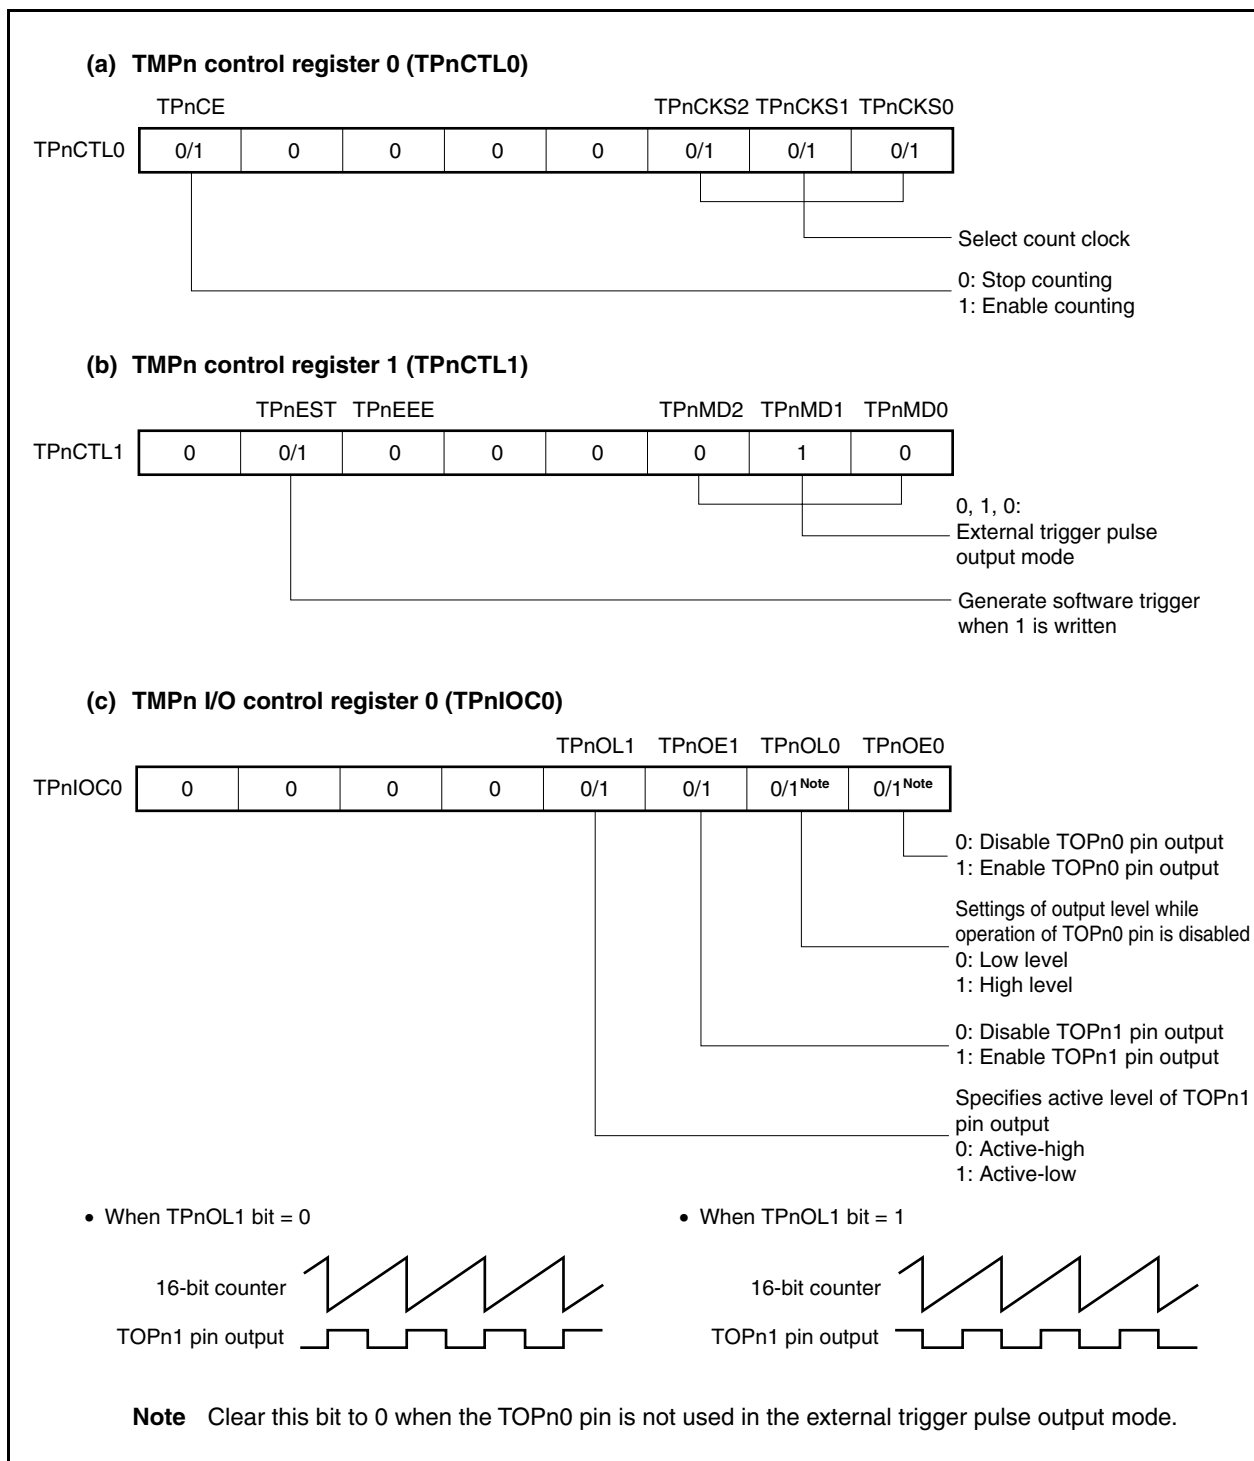 (a) TMPn control register 0 (TPnCTL0)
TPnCE TPnCKS2 TPnCKS1 TPnCKS0
TPnCTL0 0/1 0 0 0 0 0/1 0/1 0/1
Select count clock
0: Stop counting
1: Enable counting
(b) TMPn control register 1 (TPnCTL1)
TPnEST TPnEEE TPnMD2 TPnMD1 TPnMD0
TPnCTL1 0 0/1 0 0 0 0 1 0
0, 1, 0:
External trigger pulse
output mode
Generate software trigger
when 1 is written
(c) TMPn I/O control register 0 (TPnIOC0)
TPnOL1 TPnOE1 TPnOL0 TPnOE0
TPnIOC0 0 0 0 0 0/1 0/1 0/1Note 0/1Note
0: Disable TOPn0 pin output
1: Enable TOPn0 pin output
Settings of output level while
operation of TOPn0 pin is disabled
0: Low level
1: High level
0: Disable TOPn1 pin output
1: Enable TOPn1 pin output
Specifies active level of TOPn1
pin output
0: Active-high
1: Active-low
• When TPnOL1 bit = 0 • When TPnOL1 bit = 1
16-bit counter 16-bit counter
TOPn1 pin output TOPn1 pin output
Note Clear this bit to 0 when the TOPn0 pin is not used in the external trigger pulse output mode.